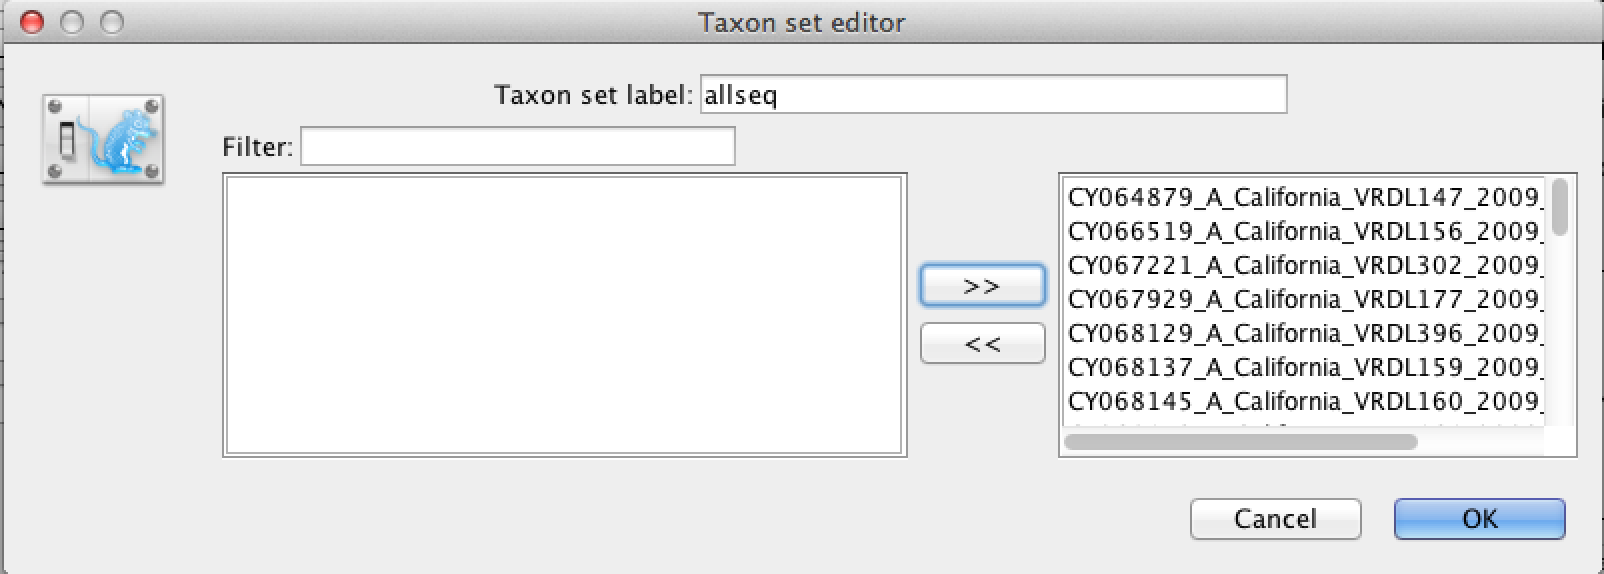 Taxon set editor
Taxon set label: allseq
Filter:
CY064879_A_California_VRDL147_2009_
CY066519_A_California_VRDL156_2009_
CY067221_A_California_VRDL302_2009_
>>
CY067929_A_California_VRDL177_2009_
CY068129_A_California_VRDL396_2009_
<<
CY068137_A_California_VRDL159_2009_
CY068145_A_California_VRDL160_2009_
Cancel
OK